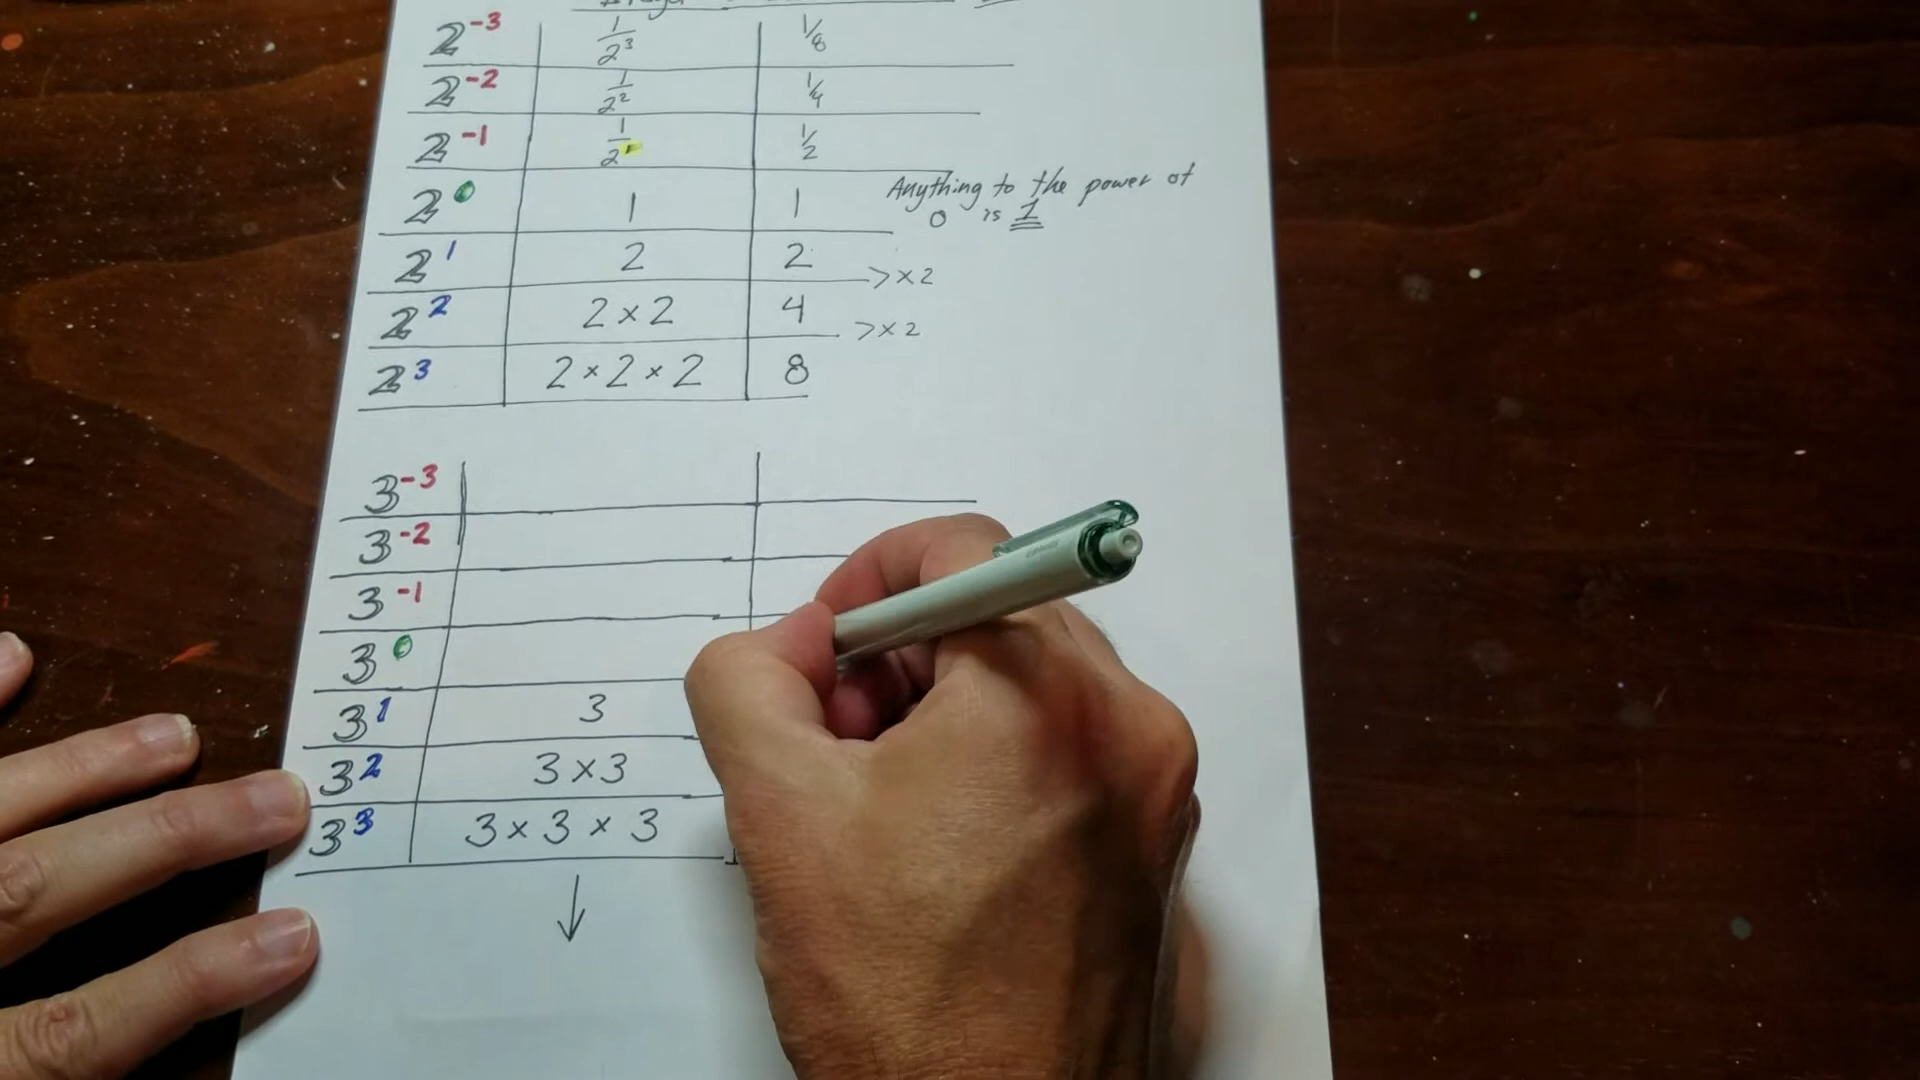 2⁻³ 1/2³ 1/8
2⁻² 1/2² 1/4
2⁻¹ 1/2 1/2
2⁰ 1 1 Anything to the power of
0 is 1
2¹ 2 2
>×2
2² 2×2 4
>×2
2³ 2×2×2 8
3⁻³
3⁻²
3⁻¹
3⁰
3¹ 3
3² 3×3
3³ 3×3×3